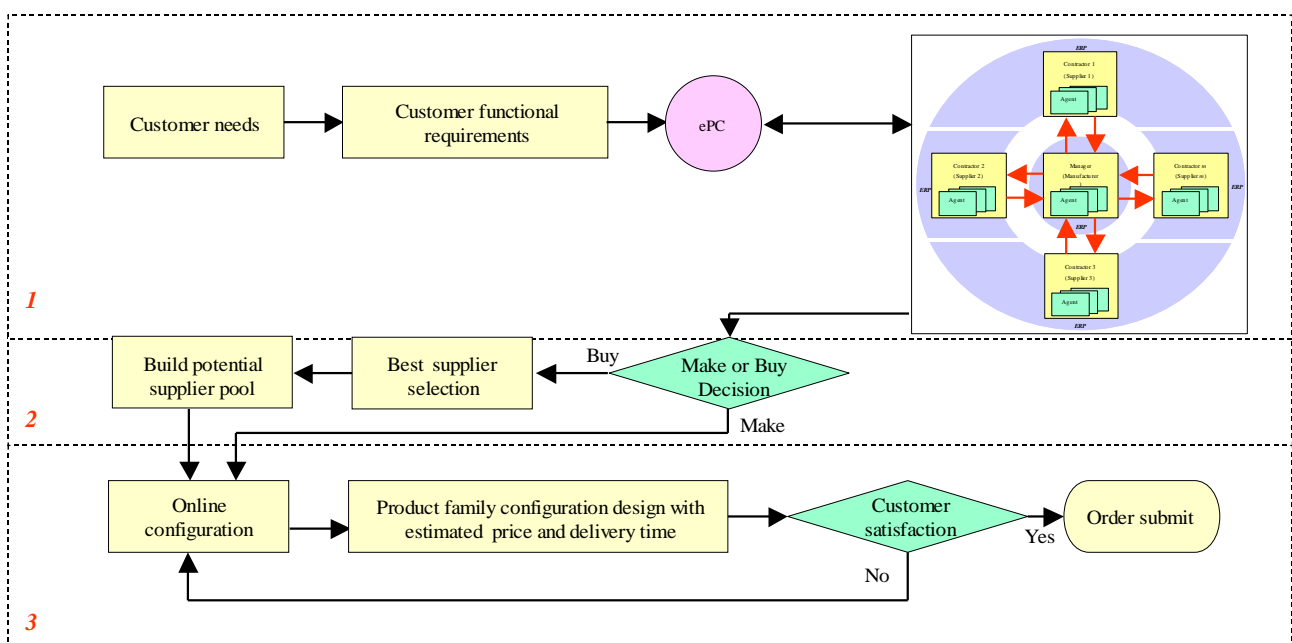 ERP
Contractor 1
(Supplier 1)
Agent
Customer needs
Customer functional
requirements
ePC
Contractor 2
(Supplier 2)
ERP
Agent
Manager
(Manufacturer
)
Agent
ERP
Contractor m
(Supplier m)
ERP
Agent
Contractor 3
(Supplier 3)
Agent
ERP
1
Build potential
supplier pool
Best supplier
selection
Buy
Make or Buy
Decision
Make
2
Online
configuration
Product family configuration design with
estimated price and delivery time
Customer
satisfaction
Yes
Order submit
No
3